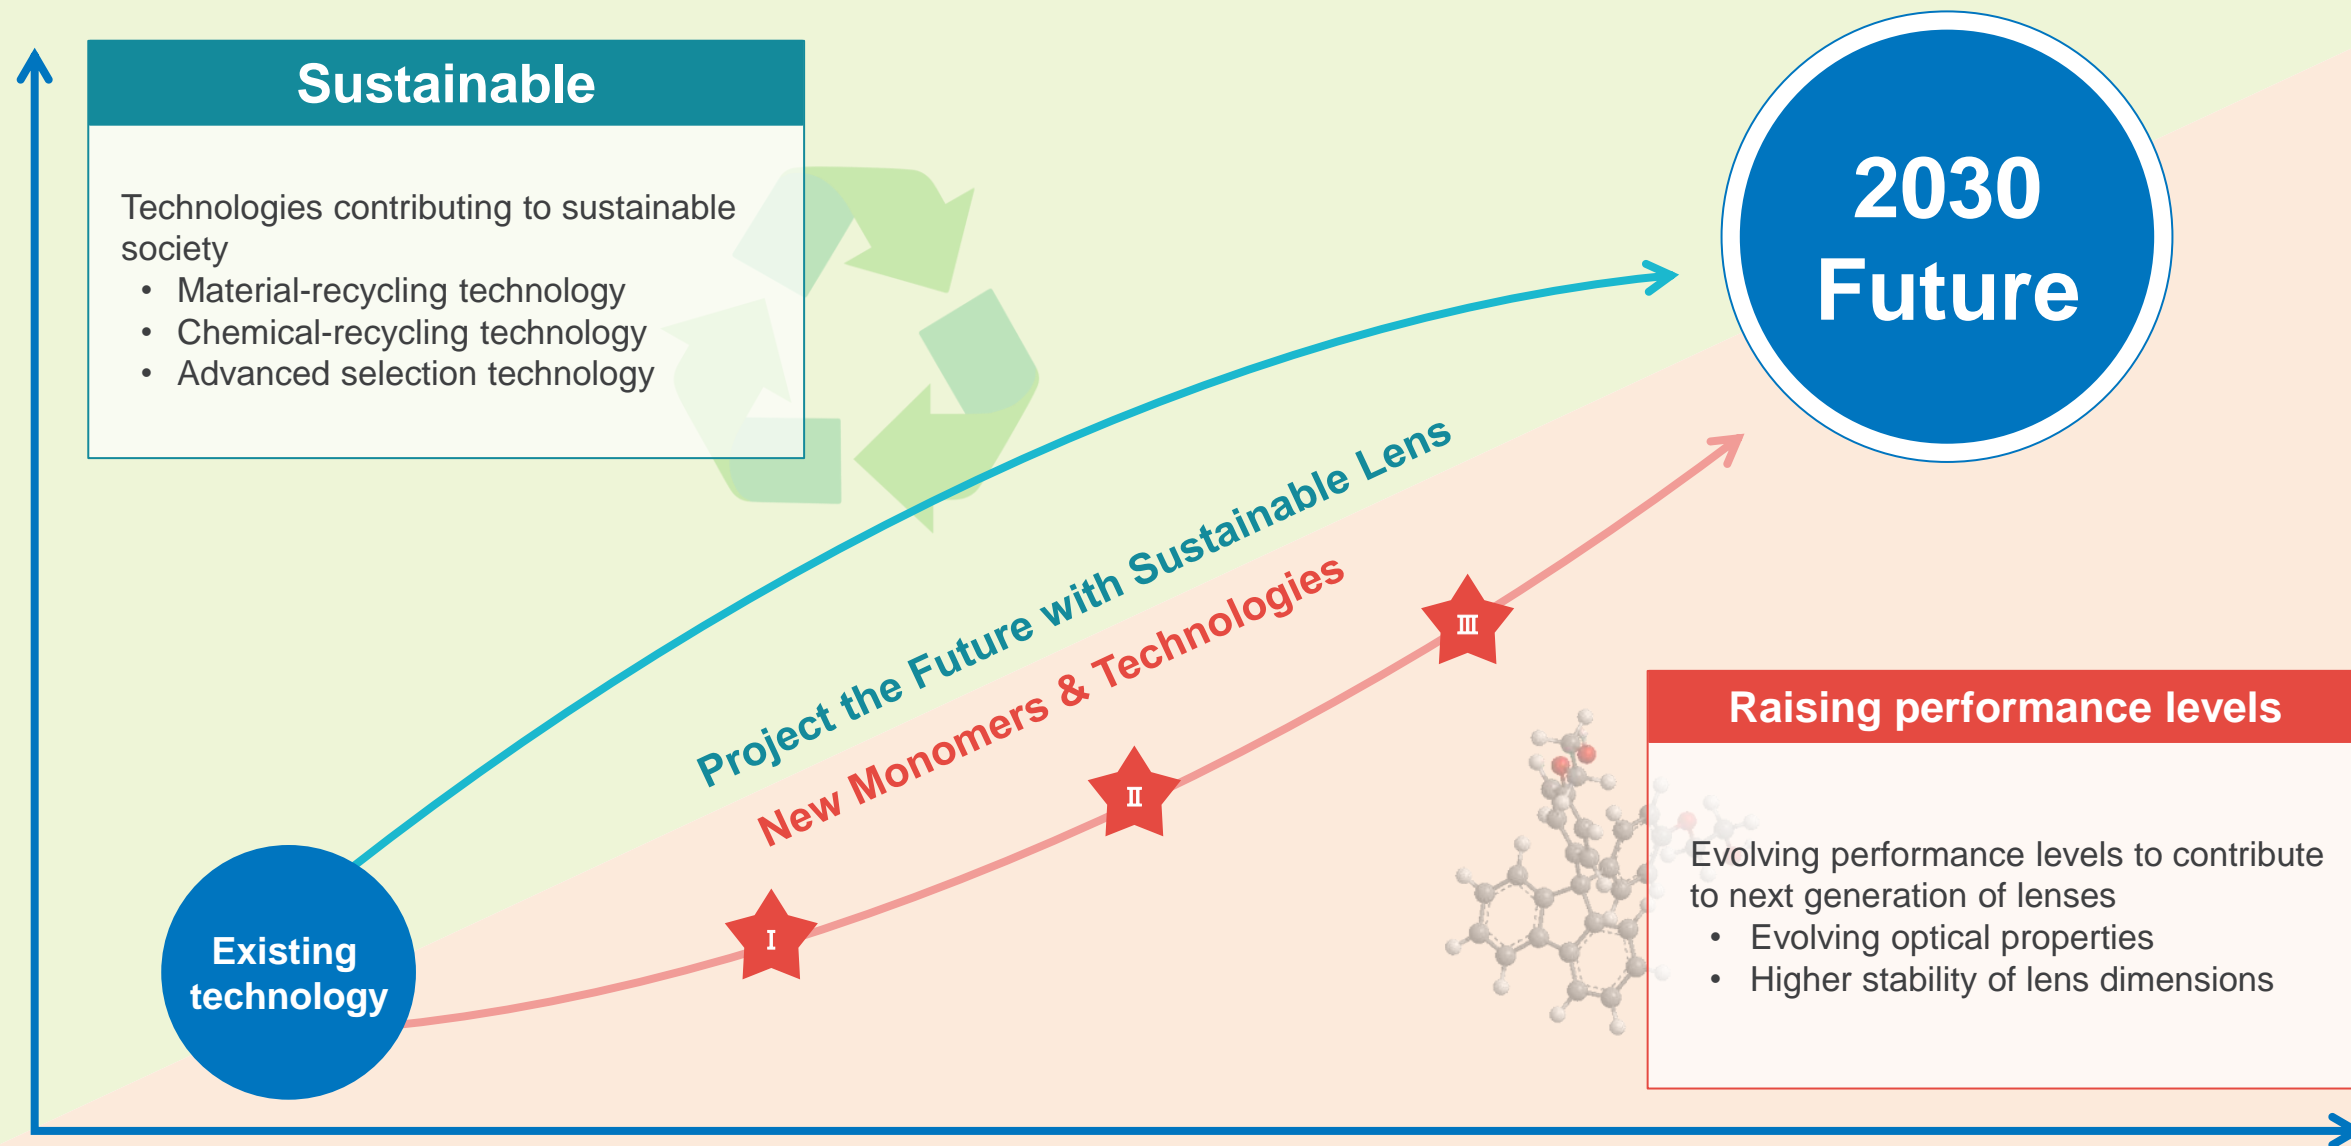 Sustainable
Technologies contributing to sustainable
society
• Material-recycling technology
• Chemical-recycling technology
• Advanced selection technology
2030
Future
Project the Future with Sustainable Lens
New Monomers & Technologies
Ⅲ
Ⅱ
Ⅰ
Existing
technology
Raising performance levels
Evolving performance levels to contribute
to next generation of lenses
• Evolving optical properties
• Higher stability of lens dimensions